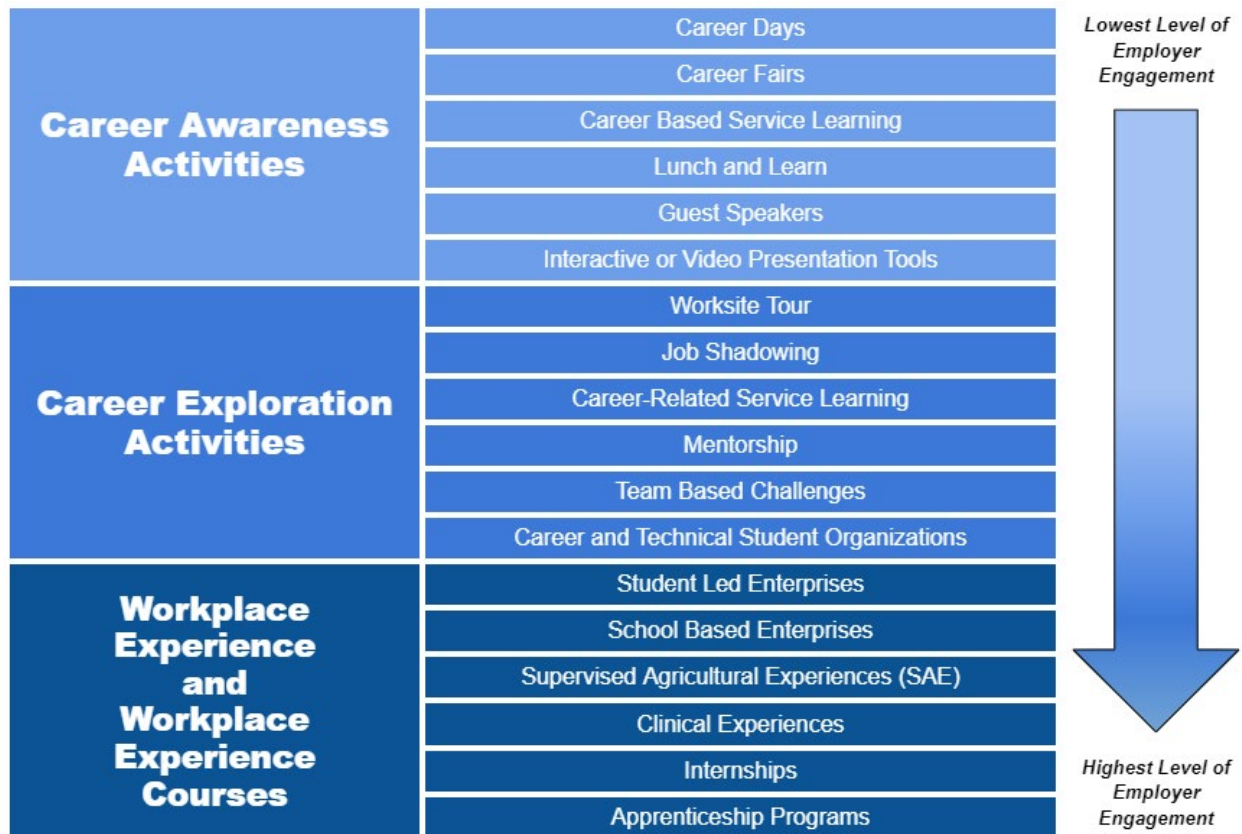 Career Awareness
Activities
Career Days
Career Fairs
Career Based Service Learning
Lunch and Learn
Guest Speakers
Interactive or Video Presentation Tools
Career Exploration
Activities
Worksite Tour
Job Shadowing
Career-Related Service Learning
Mentorship
Team Based Challenges
Career and Technical Student Organizations
Workplace
Experience
and
Workplace
Experience
Courses
Student Led Enterprises
School Based Enterprises
Supervised Agricultural Experiences (SAE)
Clinical Experiences
Internships
Apprenticeship Programs
Lowest Level of
Employer
Engagement
Highest Level of
Employer
Engagement